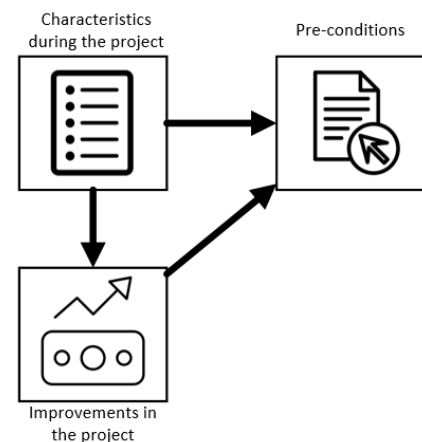 Characteristics
during the project
Pre-conditions
Improvements in
the project